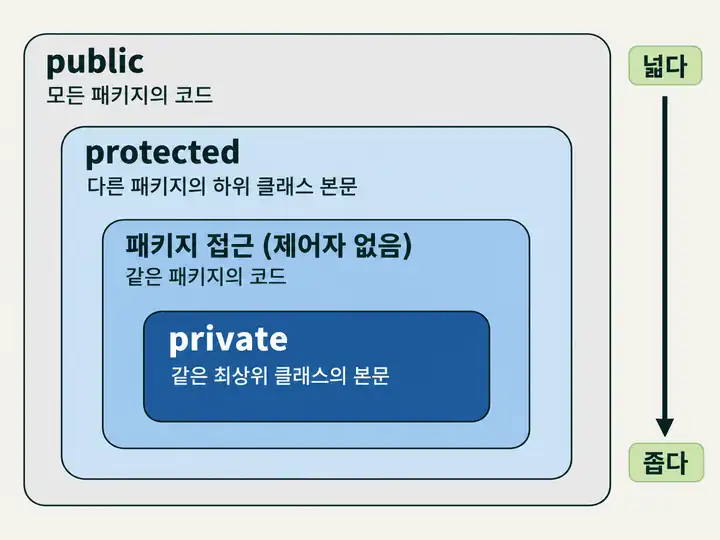 public
모든 패키지의 코드
protected
다른 패키지의 하위 클래스 본문
패키지 접근 (제어자 없음)
같은 패키지의 코드
private
같은 최상위 클래스의 본문
넓다
좁다